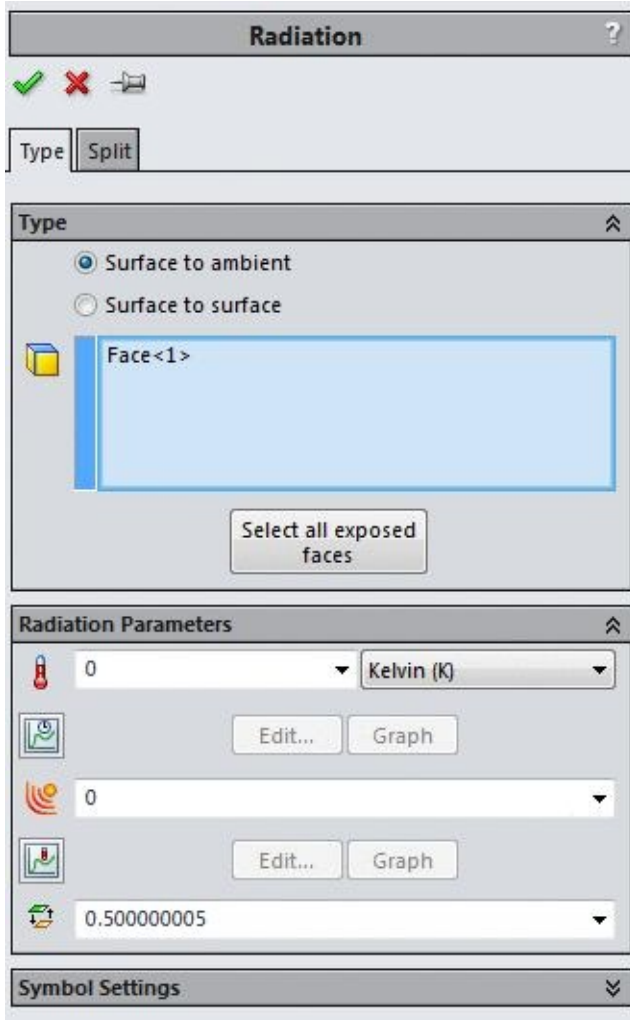 Radiation ?
Type Split
Type
Surface to ambient
Surface to surface
Face<1>
Select all exposed
faces
Radiation Parameters
0 Kelvin (K)
Edit... Graph
0
Edit... Graph
0.500000005
Symbol Settings